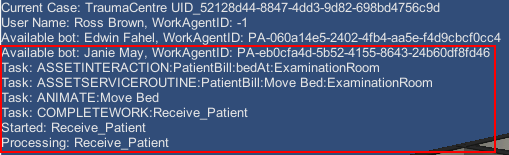 Current Case: TraumaCentre UID_52128d44-8847-4dd3-9d82-698bd4756c9d
User Name: Ross Brown, WorkAgentID: -1
Available bot: Edwin Fahel, WorkAgentID: PA-060a14e5-2402-4fb4-aa5e-f4d9cbcf0cc4
Available bot: Janie May, WorkAgentID: PA-eb0cfa4d-5b52-4155-8643-24b60df8fd46
Task: ASSETINTERACTION:PatientBill:bedAt:ExaminationRoom
Task: ASSETSERVICEROUTINE:PatientBill:Move Bed:ExaminationRoom
Task: ANIMATE:Move Bed
Task: COMPLETEWORK:Receive_Patient
Started: Receive_Patient
Processing: Receive_Patient